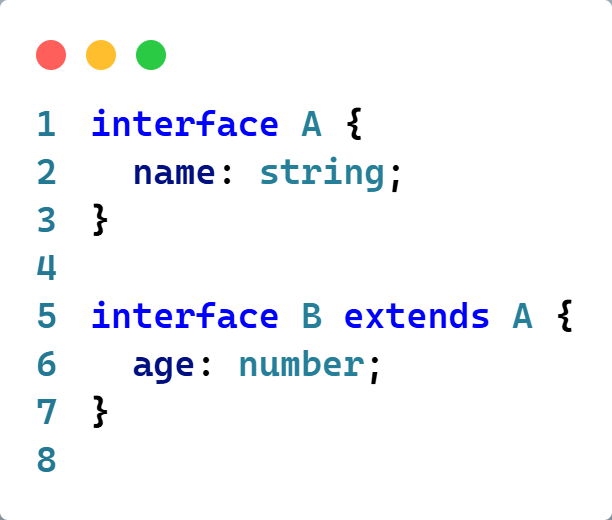 1 interface A {
2   name: string;
3 }
4
5 interface B extends A {
6   age: number;
7 }
8